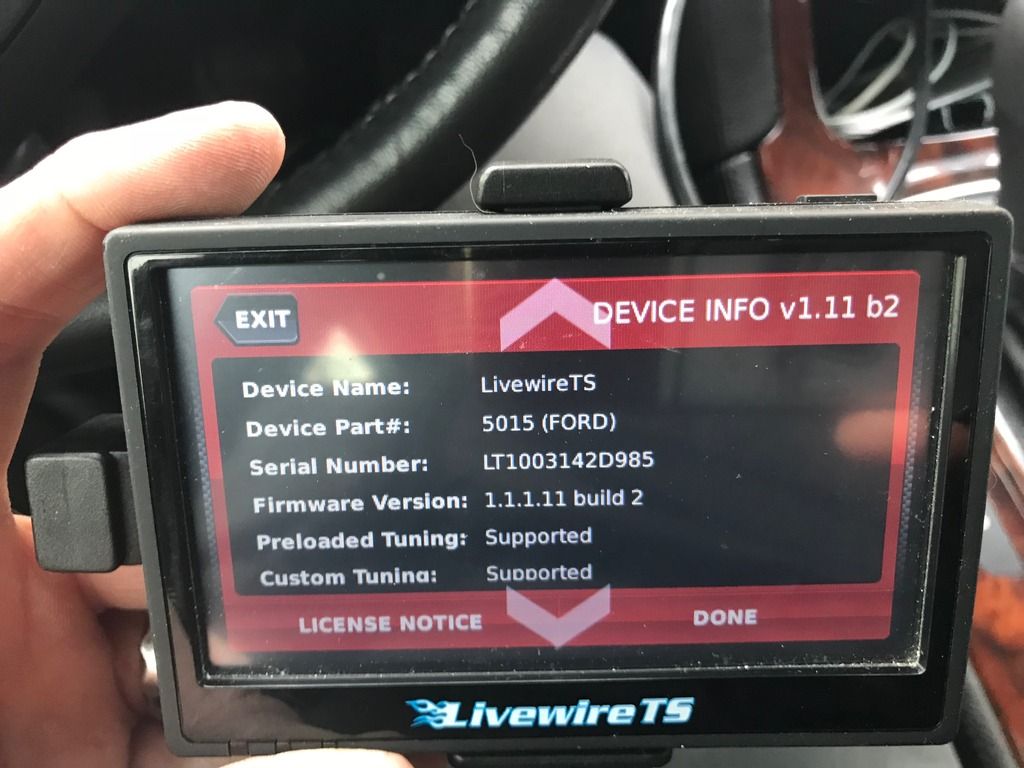 EXIT
DEVICE INFO v1.11 b2
Device Name: LivewireTS
Device Part#: 5015 (FORD)
Serial Number: LT1003142D985
Firmware Version: 1.1.1.11 build 2
Preloaded Tuning: Supported
Custom Tuning: Supported
LICENSE NOTICE DONE
LivewireTS